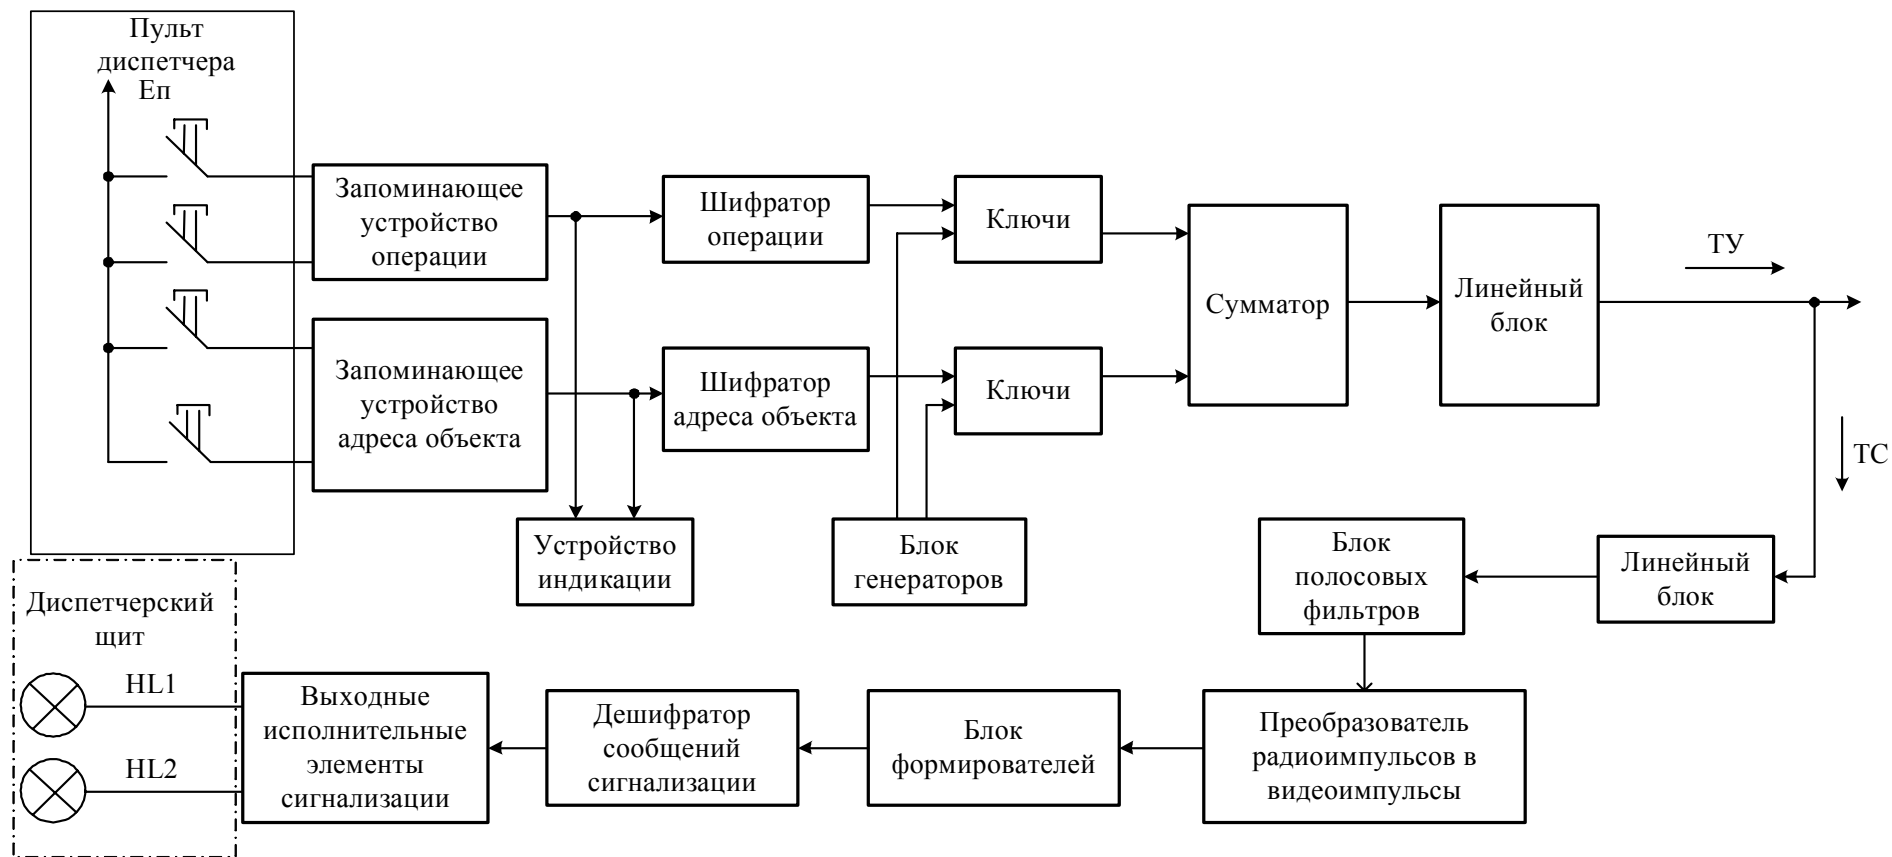 Пульт
диспетчера
Еп
Запоминающее
устройство
операции
Шифратор
операции
Ключи
Сумматор
Линейный
блок
ТУ
Запоминающее
устройство
адреса объекта
Шифратор
адреса объекта
Ключи
ТС
Устройство
индикации
Блок
генераторов
Блок
полосовых
фильтров
Линейный
блок
Диспетчерский
щит
HL1
HL2
Выходные
исполнительные
элементы
сигнализации
Дешифратор
сообщений
сигнализации
Блок
формирователей
Преобразователь
радиоимпульсов в
видеоимпульсы